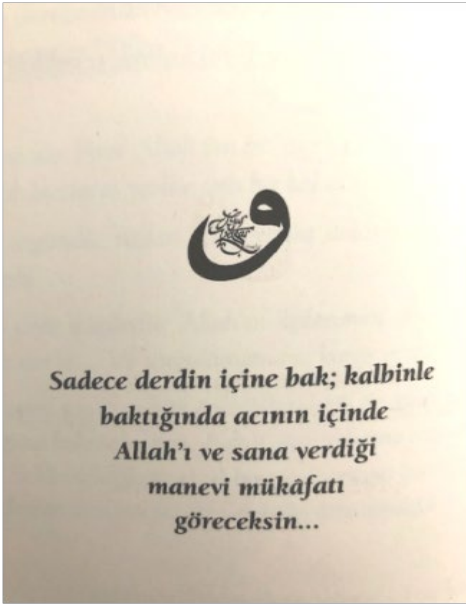 و
Sadece derdin içine bak; kalbinle
baktığında acının içinde
Allah'ı ve sana verdiği
manevi mükâfatı
göreceksin...